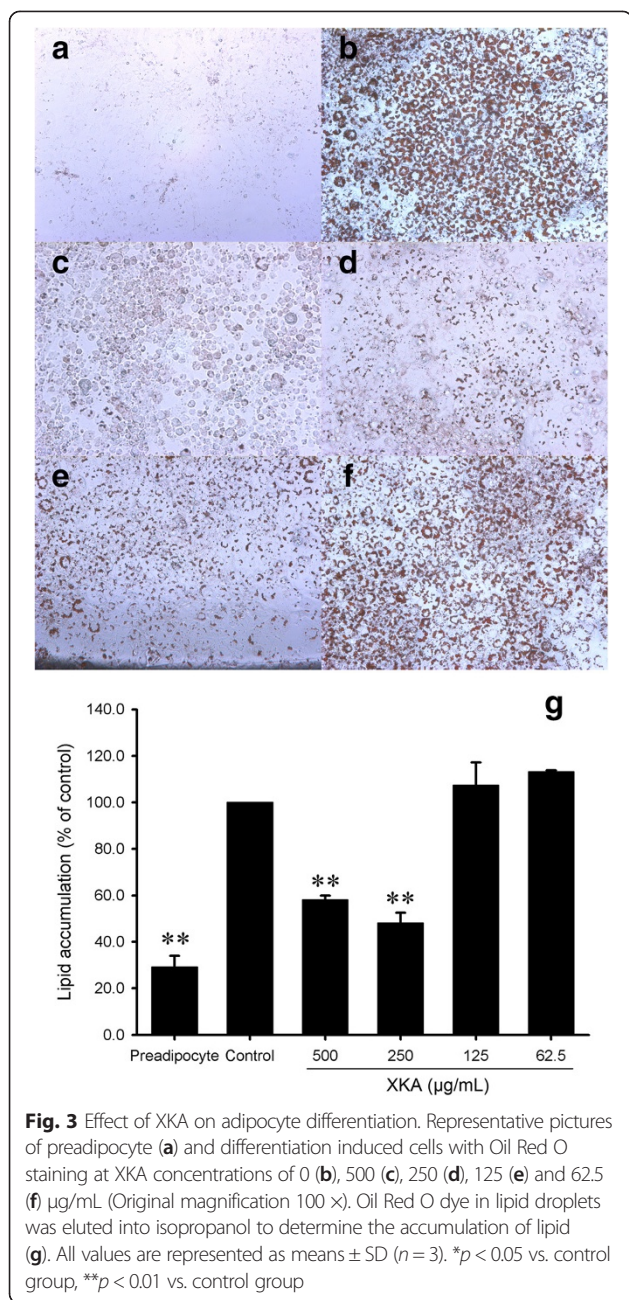 a
b
c
d
e
f
g
140.0
120.0
100.0
80.0
60.0
40.0
20.0
0.0
Lipid accumulation (% of control)
**
**
**
Preadipocyte Control 500 250 125 62.5
XKA (µg/mL)
Fig. 3 Effect of XKA on adipocyte differentiation. Representative pictures
of preadipocyte (a) and differentiation induced cells with Oil Red O
staining at XKA concentrations of 0 (b), 500 (c), 250 (d), 125 (e) and 62.5
(f) µg/mL (Original magnification 100 ×). Oil Red O dye in lipid droplets
was eluted into isopropanol to determine the accumulation of lipid
(g). All values are represented as means ± SD (n = 3). *p < 0.05 vs. control
group, **p < 0.01 vs. control group